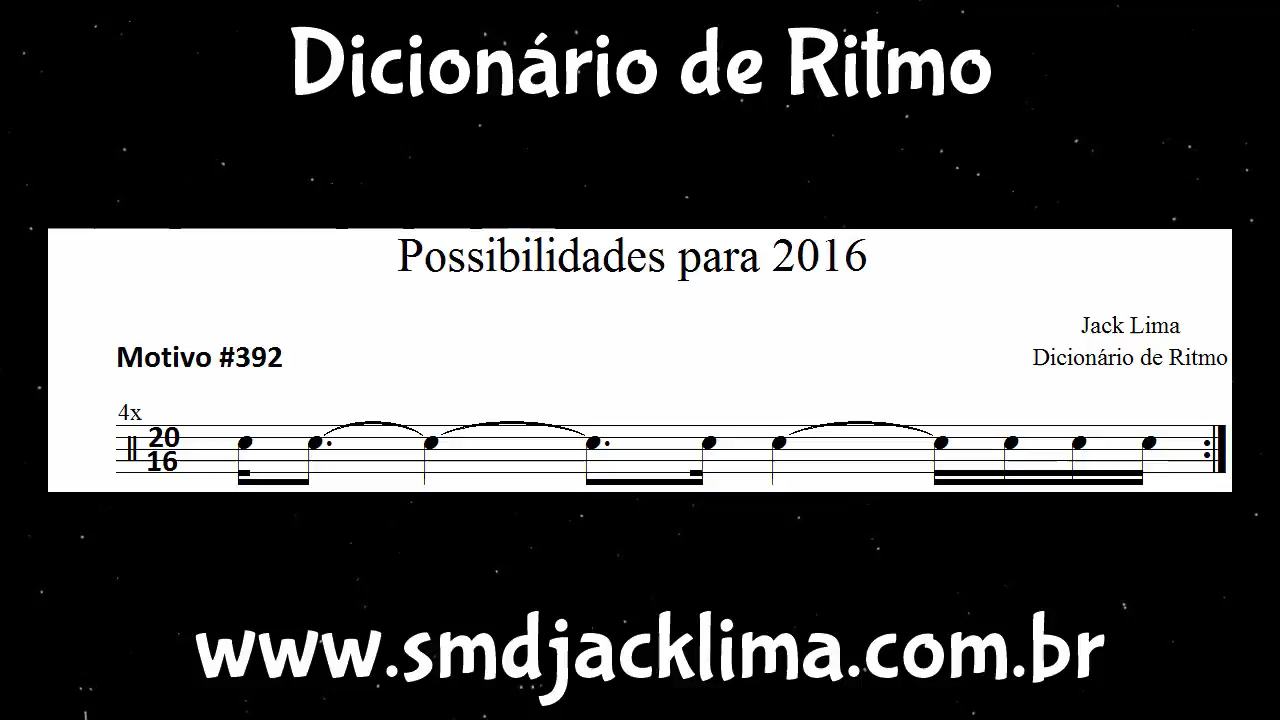 Dicionário de Ritmo
Possibilidades para 2016
Jack Lima
Motivo #392
Dicionário de Ritmo
4x
20
16
www.smdjacklima.com.br